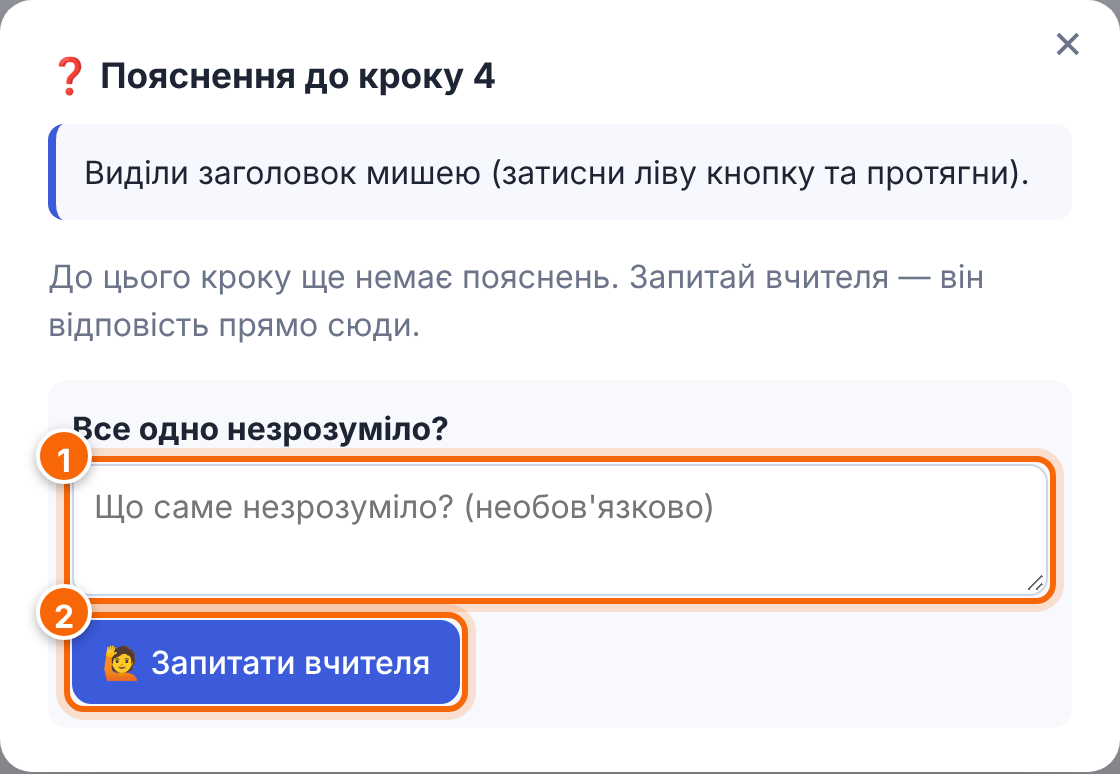 ❓ Пояснення до кроку 4
Виділи заголовок мишею (затисни ліву кнопку та протягни).
До цього кроку ще немає пояснень. Запитай вчителя — він
відповість прямо сюди.
Все одно незрозуміло?
1
Що саме незрозуміло? (необов'язково)
2
🙋 Запитати вчителя